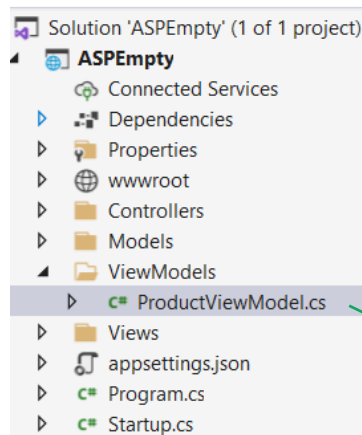 Solution 'ASPEmpty' (1 of 1 project)
ASPEmpty
Connected Services
Dependencies
Properties
wwwroot
Controllers
Models
ViewModels
C# ProductViewModel.cs
Views
appsettings.json
C# Program.cs
C# Startup.cs